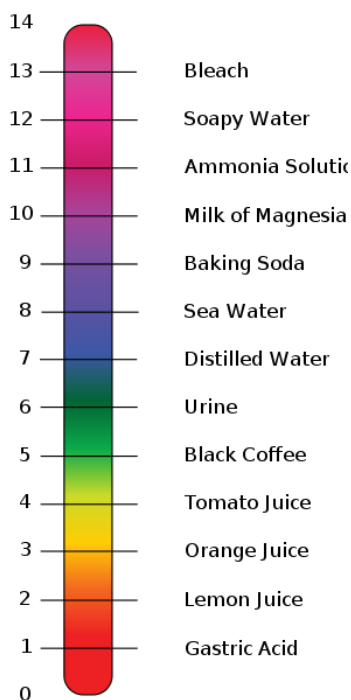 14
13 Bleach
12 Soapy Water
11 Ammonia Solutio
10 Milk of Magnesia
9 Baking Soda
8 Sea Water
7 Distilled Water
6 Urine
5 Black Coffee
4 Tomato Juice
3 Orange Juice
2 Lemon Juice
1 Gastric Acid
0